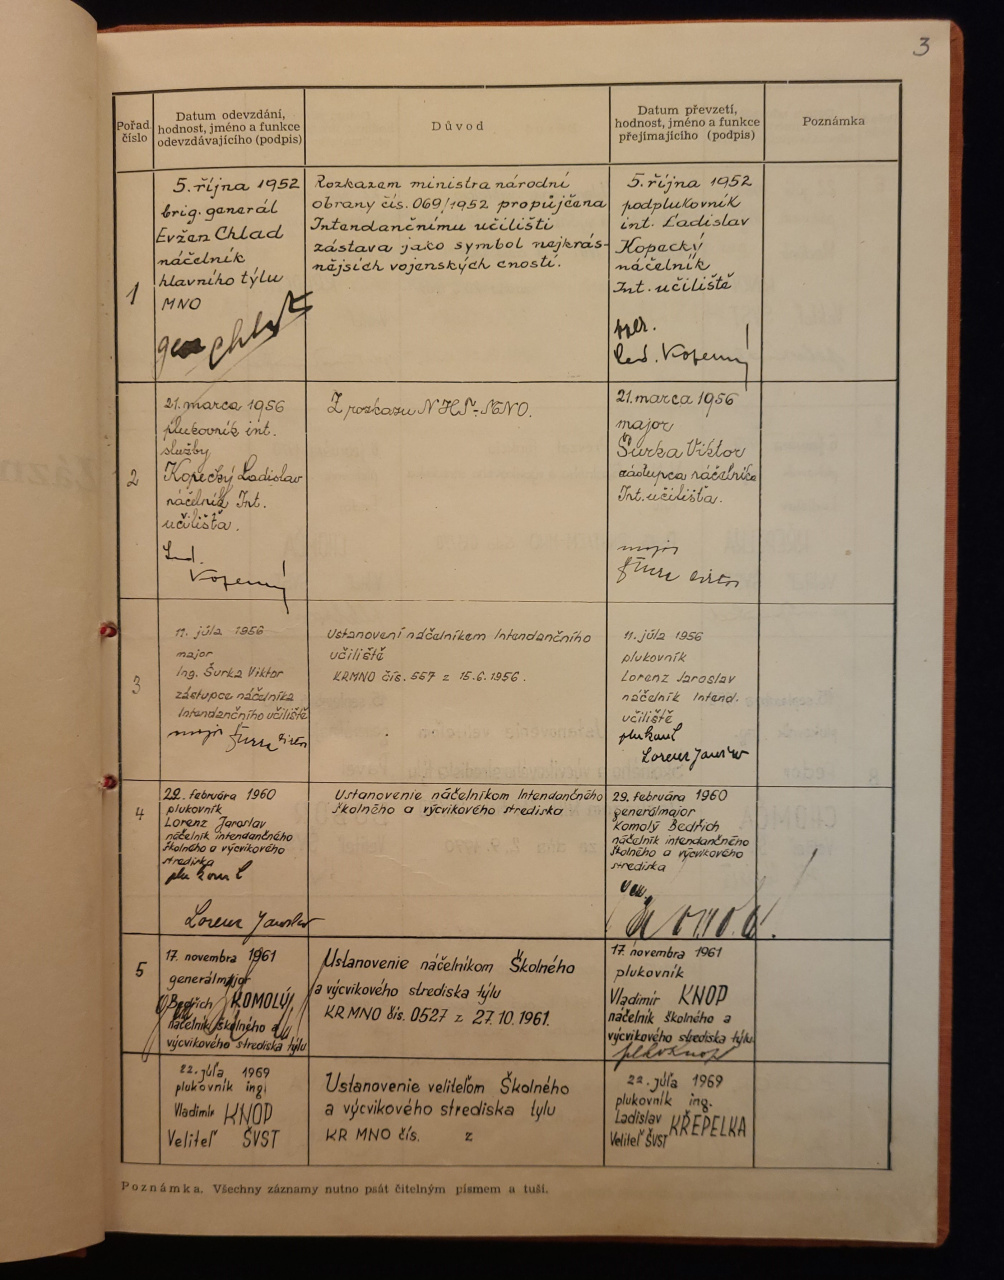 3
Pořad. číslo
Datum odevzdání,
hodnost, jméno a funkce
odevzdávajícího (podpis)
Důvod
Datum převzetí,
hodnost, jméno a funkce
přejímajícího (podpis)
Poznámka
1
5. října 1952
brig. generál
Evžen Chlad
náčelník
hlavního týlu
MNO
Rozkazem ministra národní
obrany čís. 069/1952 propůjčena
Intendančnímu učilišti
zástava jako symbol nejkrás-
nějších vojenských cností.
5. října 1952
podplukovník
int. Ladislav
Kopecký
náčelník
Int. učiliště
2
21. marca 1956
plukovník int.
služby
Kopecký Ladislav
náčelník Int.
učilišťa.
Z rozkazu NHT-MNO.
21. marca 1956
major
Šurka Viktor
zástupca náčelníka
Int. učilišťa.
major
3
11. júla 1956
major
Ing. Šurka Viktor
zástupce náčelníka
Intendančního učiliště
major
Ustanovení náčelníkem Intendančního
učiliště
KRMNO čís. 557 z 15.6.1956.
11. júla 1956
plukovník
Lorenz Jaroslav
náčelník Intend.
učiliště
Lorenz Jaroslav
4
29. februára 1960
plukovník
Lorenz Jaroslav
náčelník intendančného
školného a výcvikového
strediska
Lorenz Jaroslav
Ustanovenie náčelníkom Intendančného
školného a výcvikového strediska
29. februára 1960
generálmajor
Komolý Bedřich
náčelník intendančného
školného a výcvikového
strediska
5
17. novembra 1961
generálmajor
Bedřich KOMOLÝ
náčelník školného a
výcvikového strediska týlu
Ustanovenie náčelníkom Školného
a výcvikového strediska týlu
KR MNO čís. 0527 z 27.10.1961.
17. novembra 1961
plukovník
Vladimír KNOP
náčelník školného a
výcvikového strediska týlu
22. júľa 1969
plukovník ing.
Vladimír KNOP
Veliteľ ŠVST
Ustanovenie veliteľom Školného
a výcvikového strediska tylu
KR MNO čís. z
22. júľa 1969
plukovník ing.
Ladislav KŘEPELKA
Veliteľ ŠVST
Poznámka. Všechny záznamy nutno psát čitelným písmem a tuší.